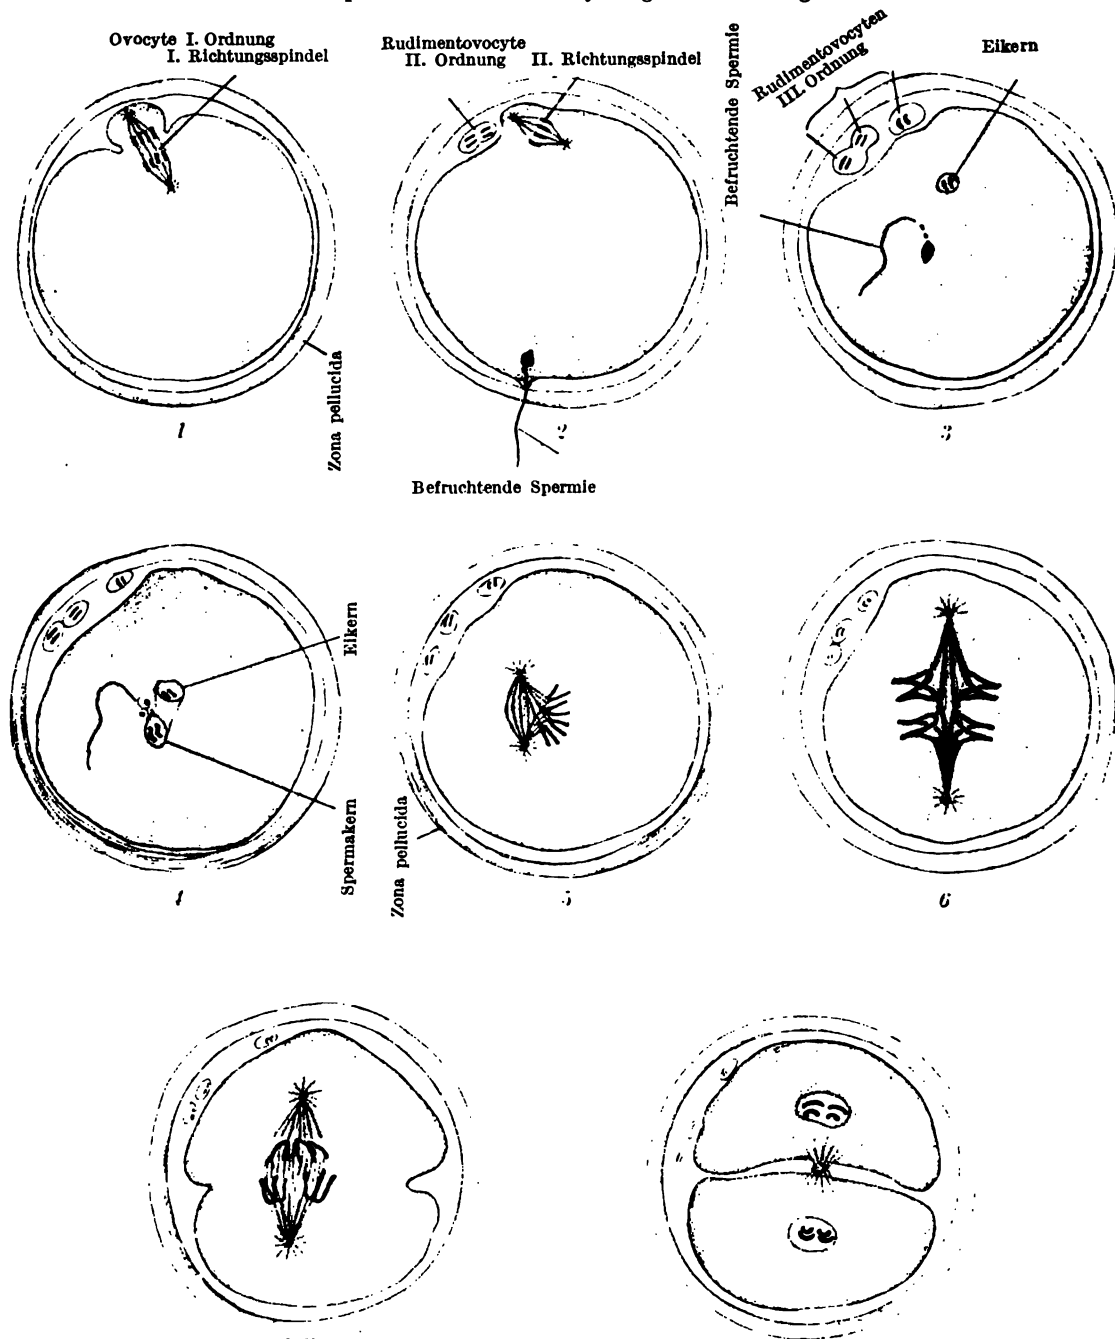 Ovocyte I. Ordnung
I. Richtungsspindel
Rudimentovocyte
II. Ordnung
II. Richtungsspindel
Befruchtende Spermie
Rudimentovocyten
III. Ordnung
Eikern
Zona pellucida
1
2
3
Befruchtende Spermie
Eikern
Spermakern
Zona pellucida
4
5
6